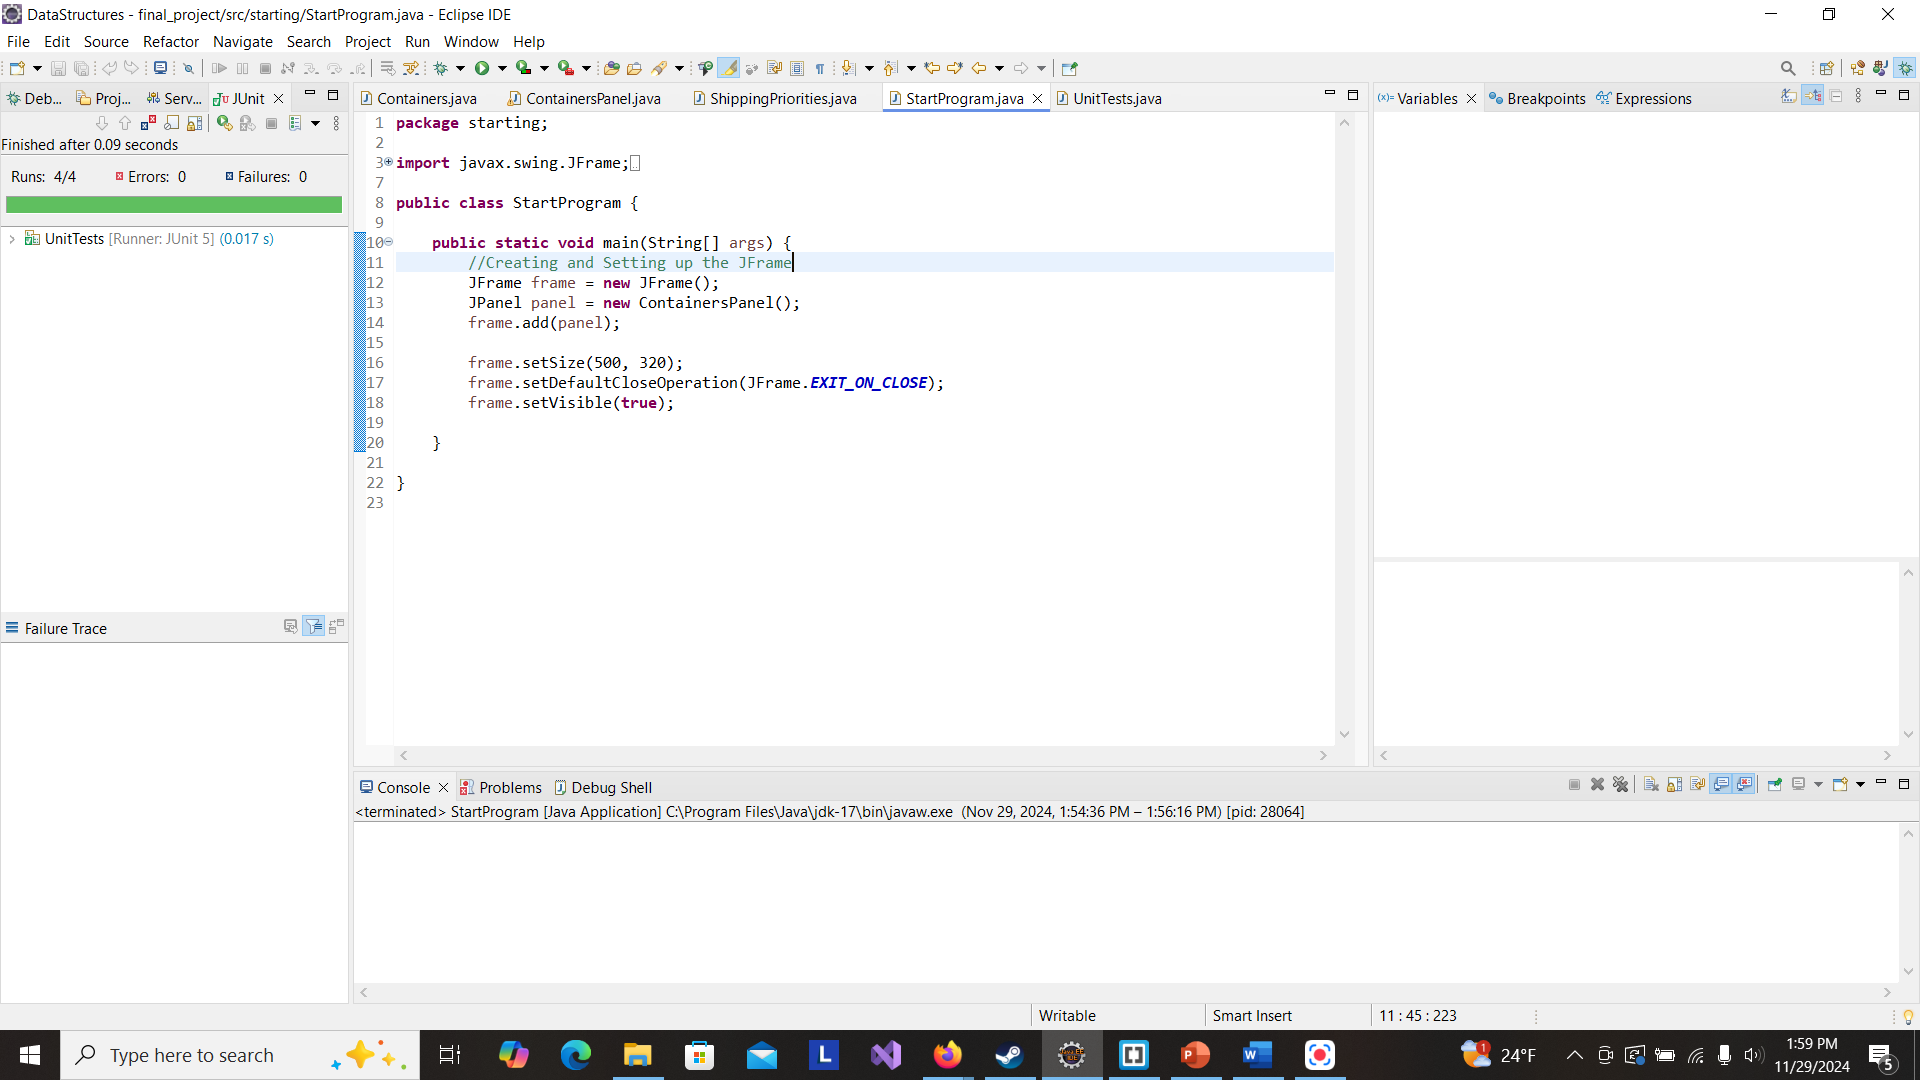 DataStructures - final_project/src/starting/StartProgram.java - Eclipse IDE
File Edit Source Refactor Navigate Search Project Run Window Help
Deb... Proj... Serv... JUnit
Finished after 0.09 seconds
Runs: 4/4 Errors: 0 Failures: 0
UnitTests [Runner: JUnit 5] (0.017 s)
Failure Trace
Containers.java ContainersPanel.java ShippingPriorities.java StartProgram.java UnitTests.java
1 package starting;
2
3 import javax.swing.JFrame;
7
8 public class StartProgram {
9
10 public static void main(String[] args) {
11 //Creating and Setting up the JFrame
12 JFrame frame = new JFrame();
13 JPanel panel = new ContainersPanel();
14 frame.add(panel);
15
16 frame.setSize(500, 320);
17 frame.setDefaultCloseOperation(JFrame.EXIT_ON_CLOSE);
18 frame.setVisible(true);
19
20 }
21
22 }
23
(x)= Variables Breakpoints Expressions
Console Problems Debug Shell
<terminated> StartProgram [Java Application] C:\Program Files\Java\jdk-17\bin\javaw.exe (Nov 29, 2024, 1:54:36 PM – 1:56:16 PM) [pid: 28064]
Writable Smart Insert 11 : 45 : 223
Type here to search
L
P
W
1
24°F
1:59 PM
11/29/2024
5